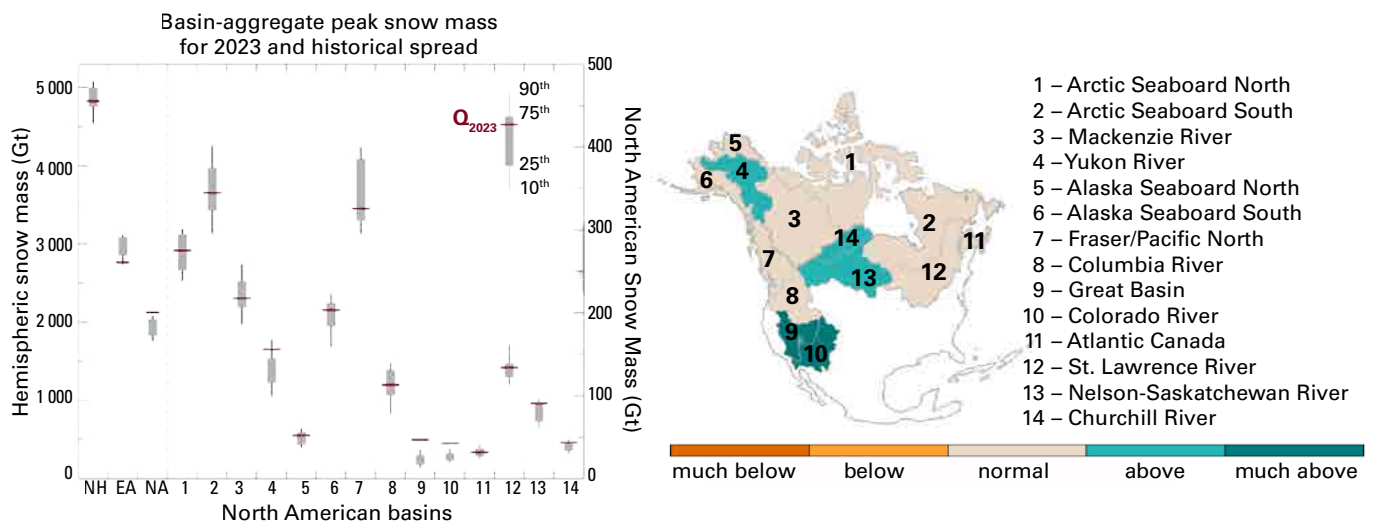 Basin-aggregate peak snow mass
for 2023 and historical spread
Hemispheric snow mass (Gt)
5 000
4 000
3 000
2 000
1 000
0
500
400
300
200
100
0
North American Snow Mass (Gt)
Q2023
90th
75th
25th
10th
NH EA NA 1 2 3 4 5 6 7 8 9 10 11 12 13 14
North American basins
5
4
6
1
3
2
14
11
7
13
12
8
9
10
1 – Arctic Seaboard North
2 – Arctic Seaboard South
3 – Mackenzie River
4 – Yukon River
5 – Alaska Seaboard North
6 – Alaska Seaboard South
7 – Fraser/Pacific North
8 – Columbia River
9 – Great Basin
10 – Colorado River
11 – Atlantic Canada
12 – St. Lawrence River
13 – Nelson-Saskatchewan River
14 – Churchill River
much below below normal above much above